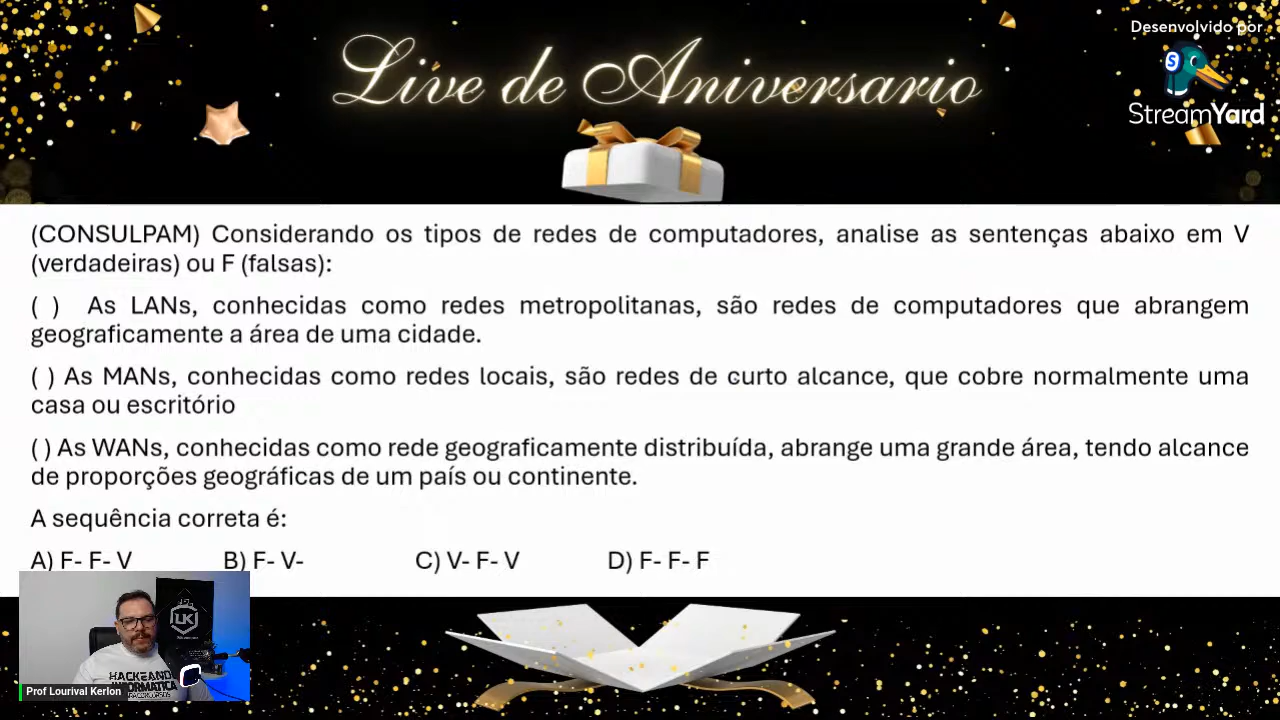 Desenvolvido por
Live de Aniversario
StreamYard
(CONSULPAM) Considerando os tipos de redes de computadores, analise as sentenças abaixo em V
(verdadeiras) ou F (falsas):
( ) As LANs, conhecidas como redes metropolitanas, são redes de computadores que abrangem
geograficamente a área de uma cidade.
( ) As MANs, conhecidas como redes locais, são redes de curto alcance, que cobre normalmente uma
casa ou escritório
( ) As WANs, conhecidas como rede geograficamente distribuída, abrange uma grande área, tendo alcance
de proporções geográficas de um país ou continente.
A sequência correta é:
A) F- F- V B) F- V- C) V- F- V D) F- F- F
LK
HACKEANDO
Prof Lourival Kerlon